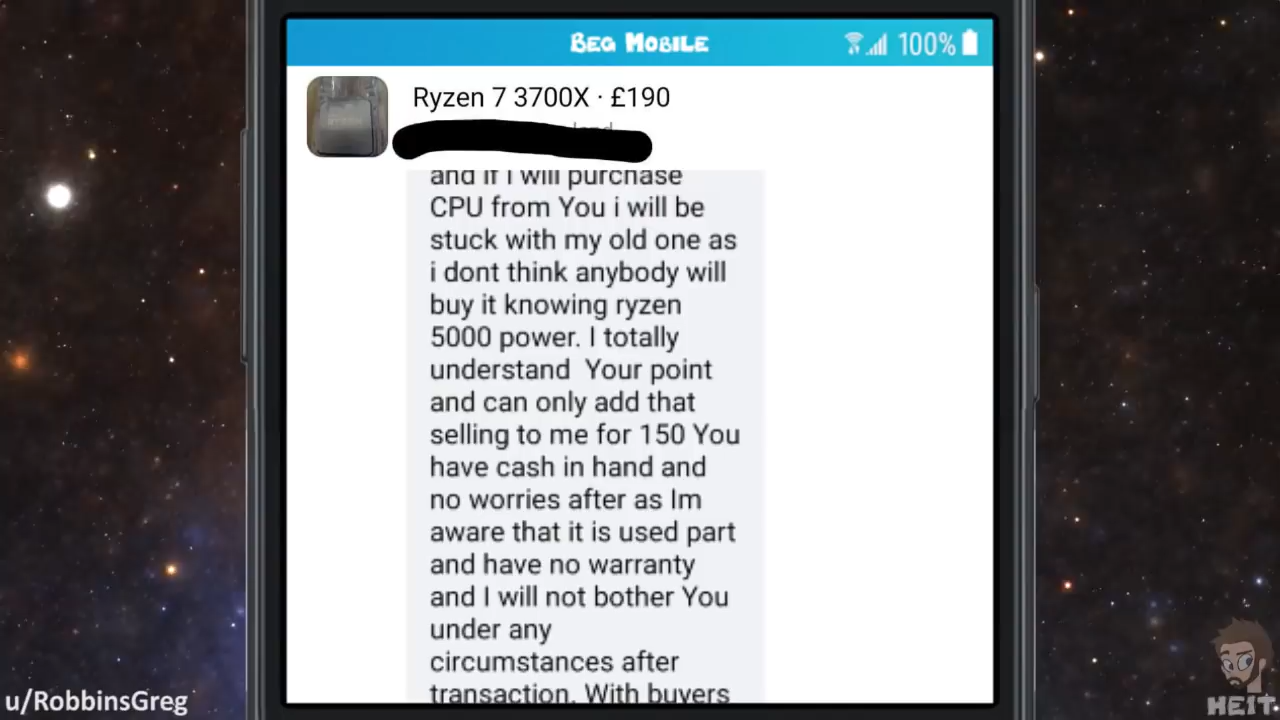 BEG MOBILE
100%
Ryzen 7 3700X · £190
and if I will purchase
CPU from You i will be
stuck with my old one as
i dont think anybody will
buy it knowing ryzen
5000 power. I totally
understand Your point
and can only add that
selling to me for 150 You
have cash in hand and
no worries after as Im
aware that it is used part
and have no warranty
and I will not bother You
under any
circumstances after
transaction. With buyers
u/RobbinsGreg
HEIT